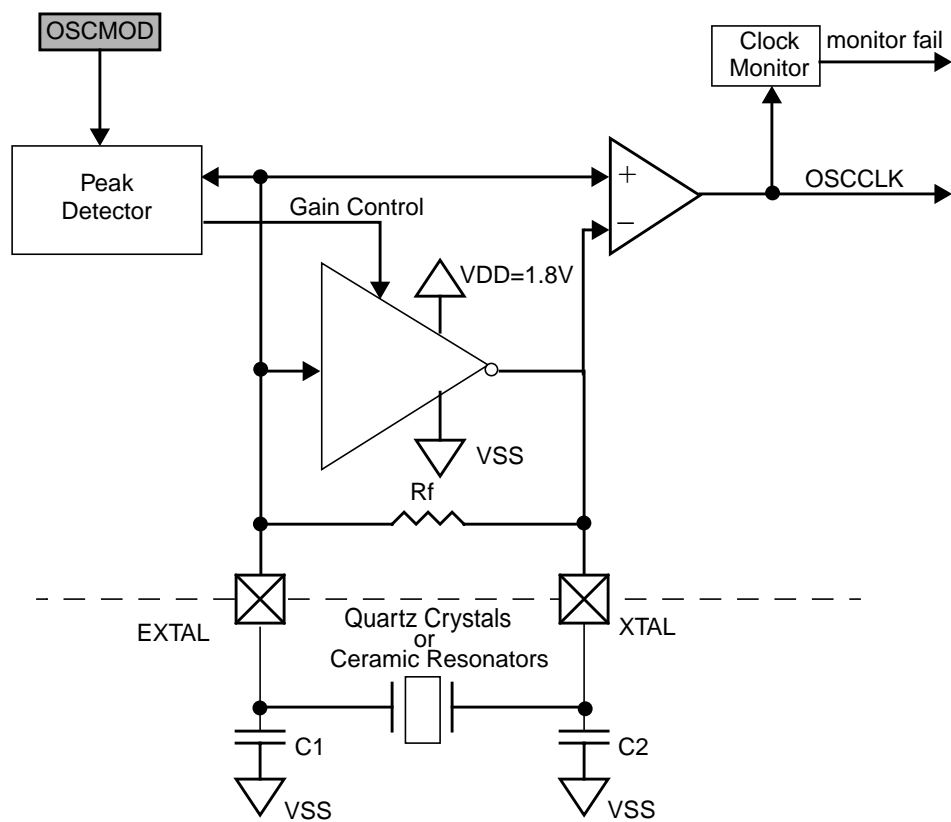 OSCMOD
Clock
Monitor
monitor fail
Peak
Detector
+
OSCCLK
Gain Control
−
VDD=1.8V
VSS
Rf
EXTAL
Quartz Crystals
or
Ceramic Resonators
XTAL
C1
C2
VSS
VSS